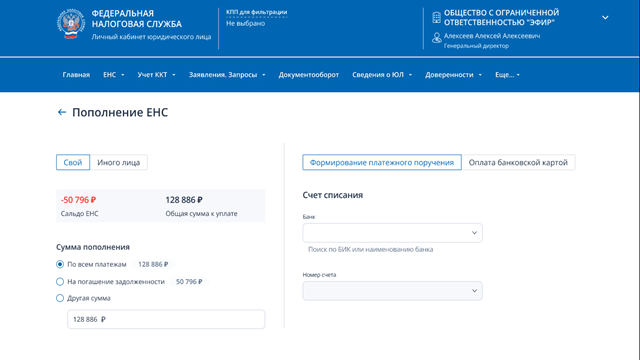 ФЕДЕРАЛЬНАЯ
НАЛОГОВАЯ СЛУЖБА
Личный кабинет юридического лица
КПП для фильтрации
Не выбрано
ОБЩЕСТВО С ОГРАНИЧЕННОЙ
ОТВЕТСТВЕННОСТЬЮ "ЭФИР"
Алексеев Алексей Алексеевич
Генеральный директор
Главная ЕНС Учет ККТ Заявления, Запросы Документооборот Сведения о ЮЛ Доверенности Еще...
Пополнение ЕНС
Свой Иного лица
-50 796 ₽ 128 886 ₽
Сальдо ЕНС Общая сумма к уплате
Сумма пополнения
По всем платежам 128 886 ₽
На погашение задолженности 50 796 ₽
Другая сумма
128 886 ₽
Формирование платежного поручения Оплата банковской картой
Счет списания
Банк
Поиск по БИК или наименованию банка
Номер счета